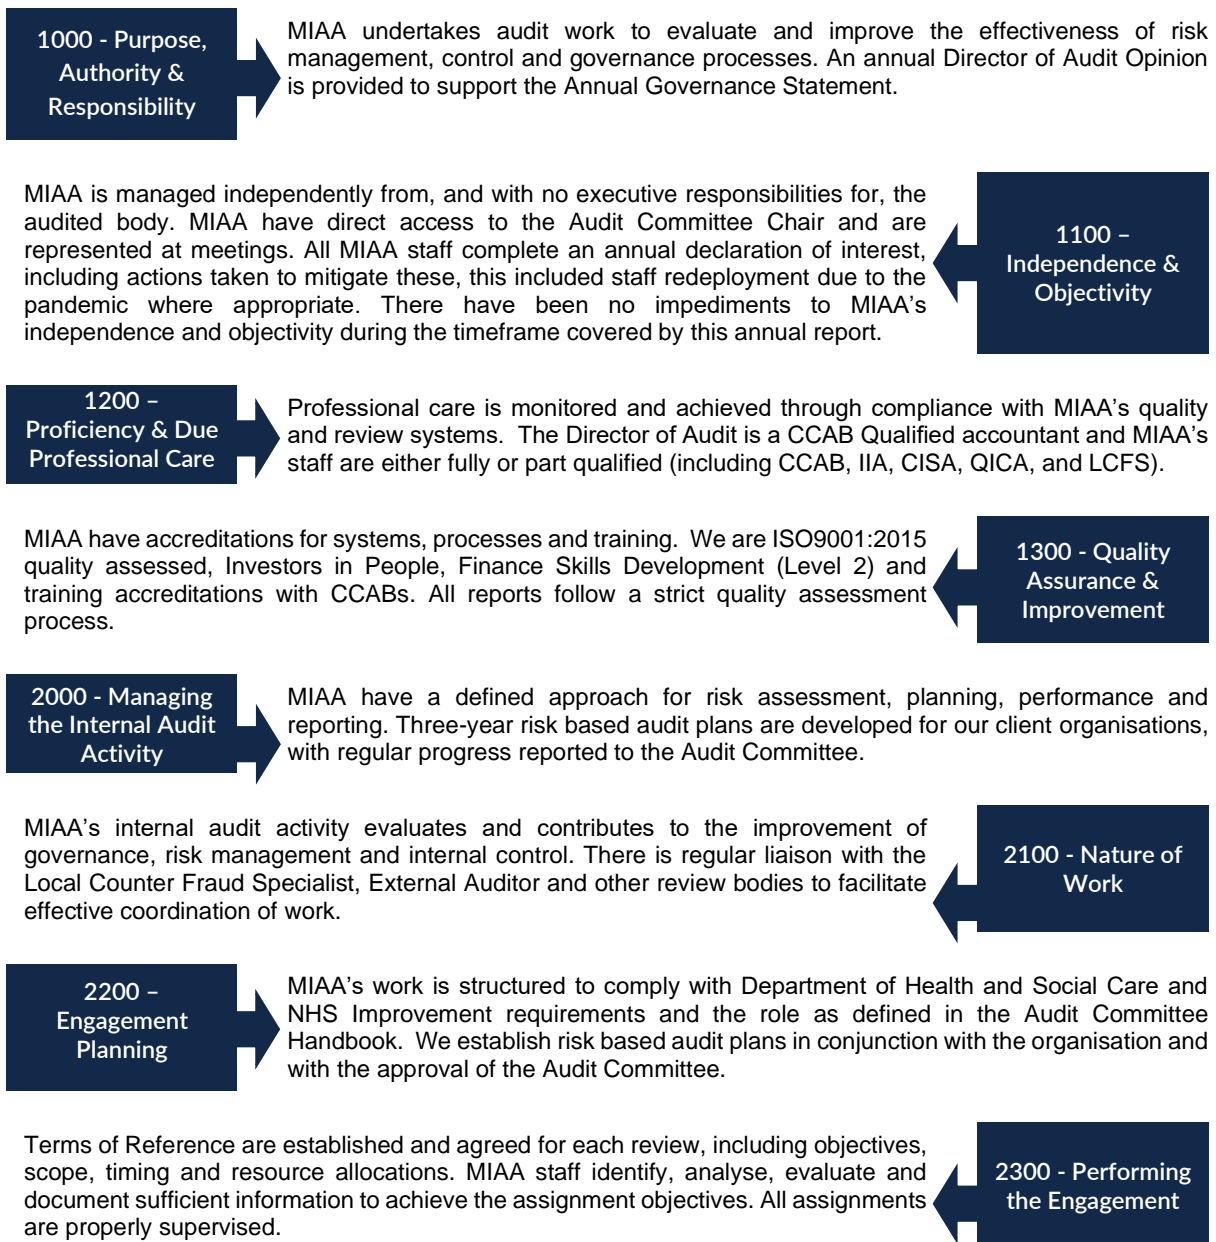 1000 - Purpose,
Authority &
Responsibility
MIAA undertakes audit work to evaluate and improve the effectiveness of risk
management, control and governance processes. An annual Director of Audit Opinion
is provided to support the Annual Governance Statement.
MIAA is managed independently from, and with no executive responsibilities for, the
audited body. MIAA have direct access to the Audit Committee Chair and are
represented at meetings. All MIAA staff complete an annual declaration of interest,
including actions taken to mitigate these, this included staff redeployment due to the
pandemic where appropriate. There have been no impediments to MIAA’s
independence and objectivity during the timeframe covered by this annual report.
1100 –
Independence &
Objectivity
1200 –
Proficiency & Due
Professional Care
Professional care is monitored and achieved through compliance with MIAA’s quality
and review systems. The Director of Audit is a CCAB Qualified accountant and MIAA’s
staff are either fully or part qualified (including CCAB, IIA, CISA, QICA, and LCFS).
MIAA have accreditations for systems, processes and training. We are ISO9001:2015
quality assessed, Investors in People, Finance Skills Development (Level 2) and
training accreditations with CCABs. All reports follow a strict quality assessment
process.
1300 - Quality
Assurance &
Improvement
2000 - Managing
the Internal Audit
Activity
MIAA have a defined approach for risk assessment, planning, performance and
reporting. Three-year risk based audit plans are developed for our client organisations,
with regular progress reported to the Audit Committee.
MIAA’s internal audit activity evaluates and contributes to the improvement of
governance, risk management and internal control. There is regular liaison with the
Local Counter Fraud Specialist, External Auditor and other review bodies to facilitate
effective coordination of work.
2100 - Nature of
Work
2200 –
Engagement
Planning
MIAA’s work is structured to comply with Department of Health and Social Care and
NHS Improvement requirements and the role as defined in the Audit Committee
Handbook. We establish risk based audit plans in conjunction with the organisation and
with the approval of the Audit Committee.
Terms of Reference are established and agreed for each review, including objectives,
scope, timing and resource allocations. MIAA staff identify, analyse, evaluate and
document sufficient information to achieve the assignment objectives. All assignments
are properly supervised.
2300 - Performing
the Engagement